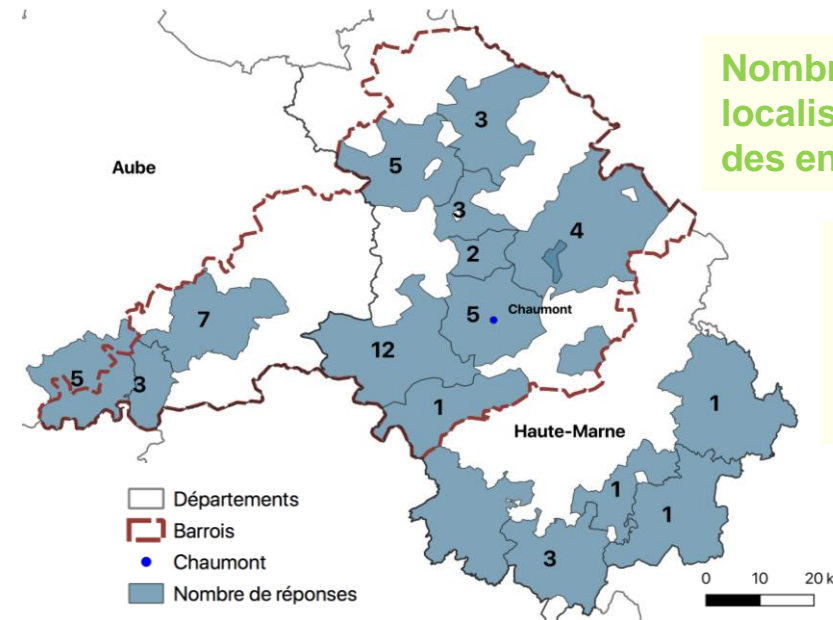 Nombr
localis
des en
Aube
3
5
3
4
2
7
5
Chaumont
12
5
3
1
1
Haute-Marne
1
1
3
Départements
Barrois
Chaumont
Nombre de réponses
0 10 20 k